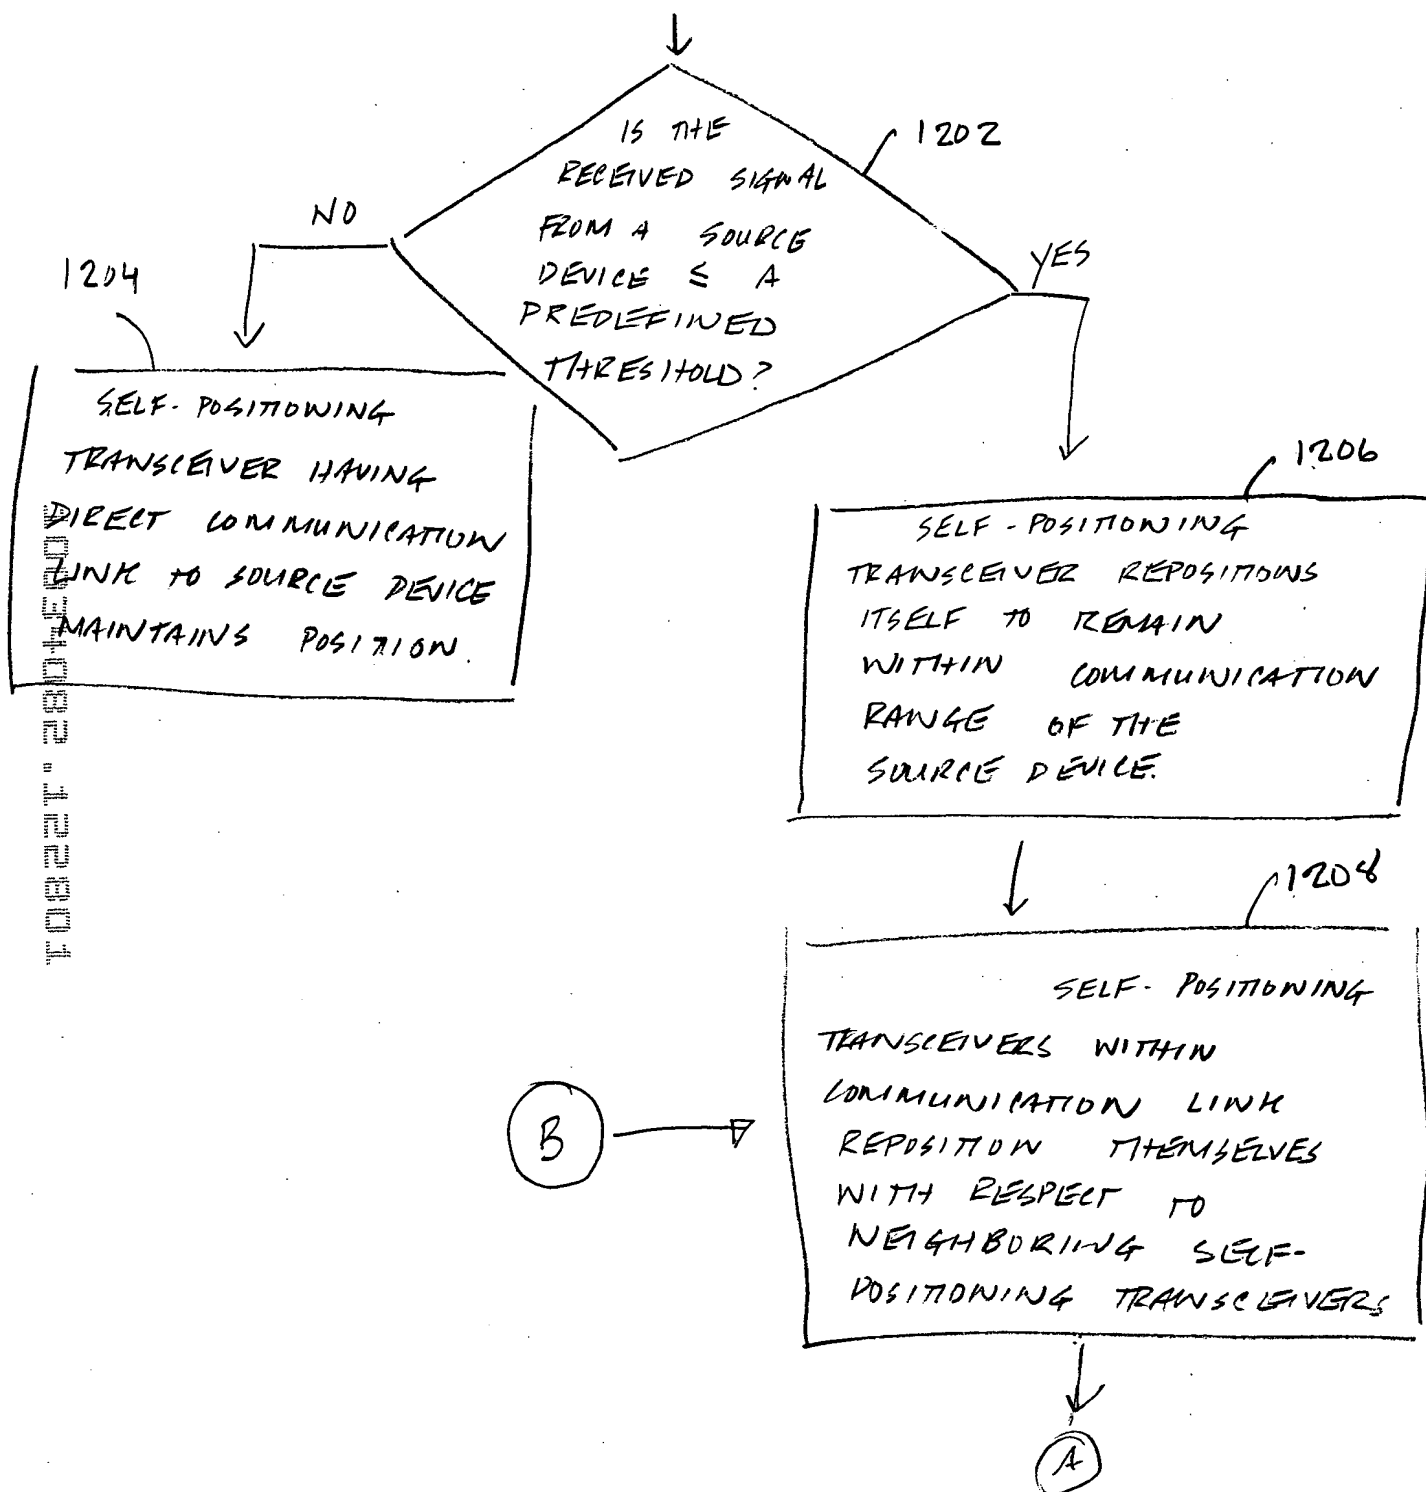 IS THE
RECEIVED SIGNAL
FROM A SOURCE
DEVICE ≤ A
PREDEFINED
THRESHOLD?
1202
NO
YES
1204
SELF-POSITIONING
TRANSCEIVER HAVING
DIRECT COMMUNICATION
LINK TO SOURCE DEVICE
MAINTAINS POSITION.
1206
SELF-POSITIONING
TRANSCEIVER REPOSITIONS
ITSELF TO REMAIN
WITHIN COMMUNICATION
RANGE OF THE
SOURCE DEVICE.
1208
SELF-POSITIONING
TRANSCEIVERS WITHIN
COMMUNICATION LINK
REPOSITION THEMSELVES
WITH RESPECT TO
NEIGHBORIING SELF-
POSITIONING TRANSCEIVERS
B
A